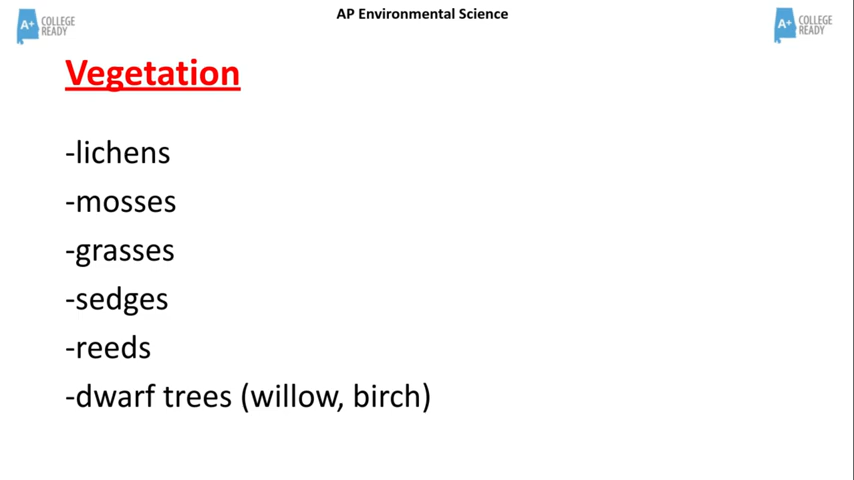 A+ COLLEGE READY
AP Environmental Science
A+ COLLEGE READY
Vegetation
-lichens
-mosses
-grasses
-sedges
-reeds
-dwarf trees (willow, birch)